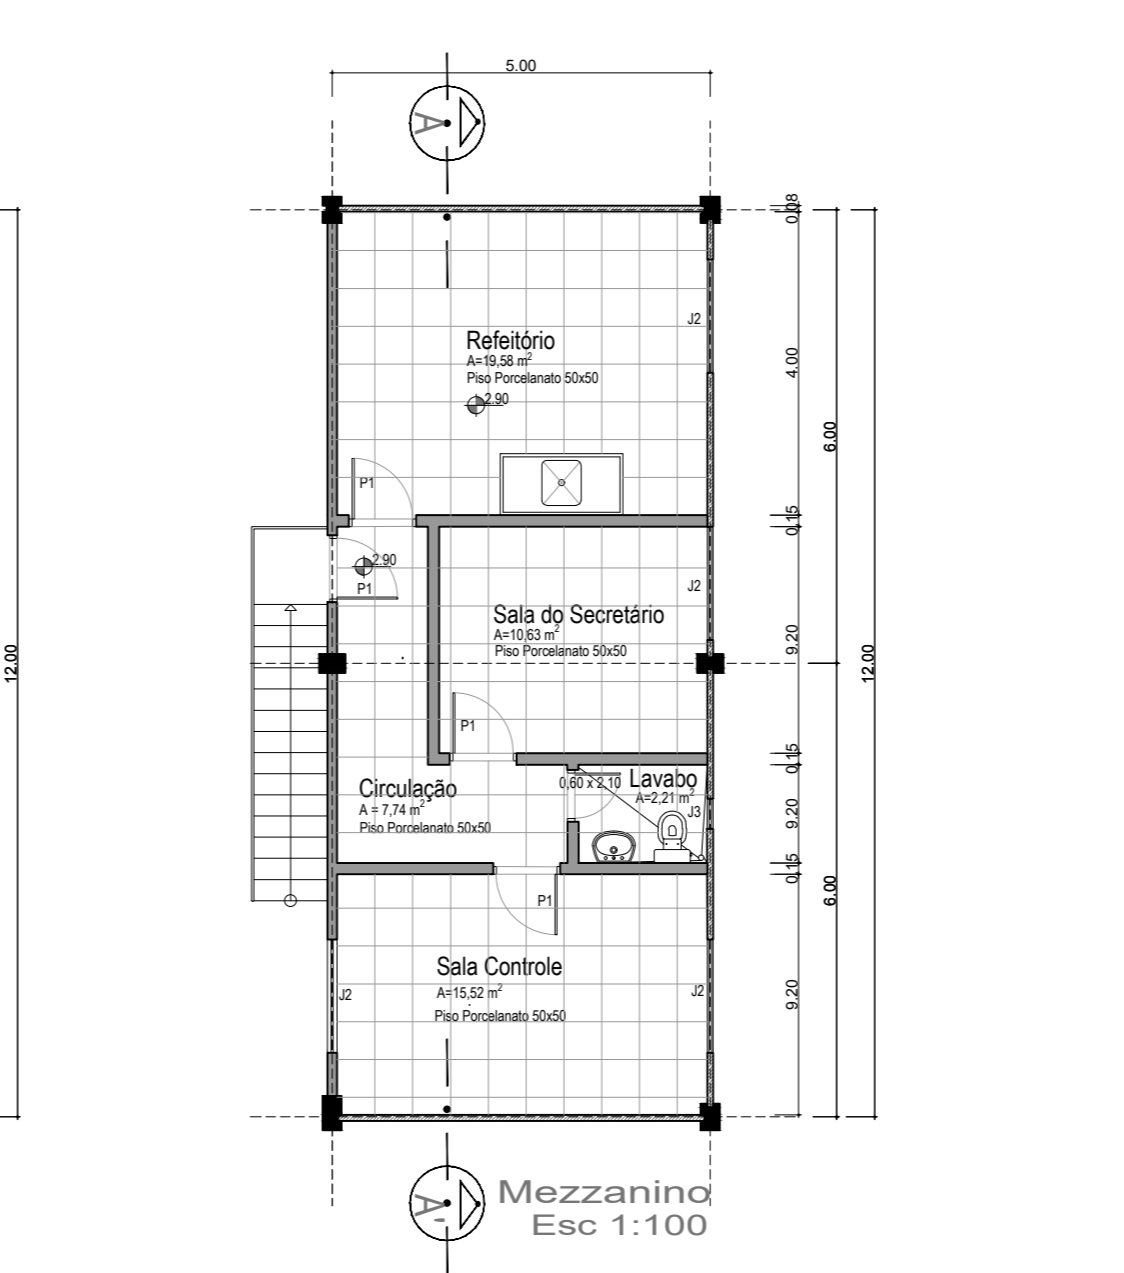 5.00
A
0.08
Refeitório
A=19,58 m²
Piso Porcelanato 50x50
2.90
J2
4.00
6.00
P1
0.15
2.90
P1
J2
Sala do Secretário
A=10,63 m²
Piso Porcelanato 50x50
9.20
12.00
12.00
P1
0.15
Circulação
A = 7,74 m²
Piso Porcelanato 50x50
0,60 x 2,10
Lavabo
A=2,21 m²
J3
9.20
0.15
6.00
P1
Sala Controle
A=15,52 m²
Piso Porcelanato 50x50
J2
J2
9.20
A'
Mezzanino
Esc 1:100